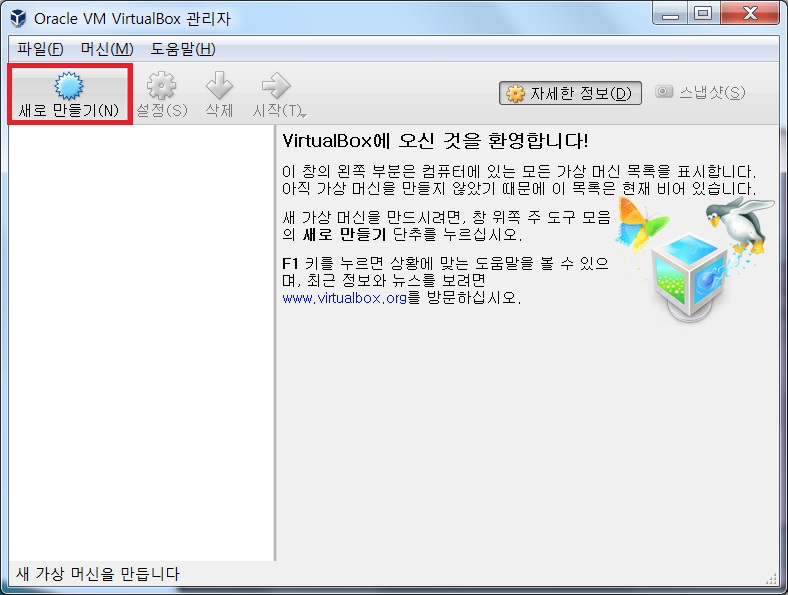 Oracle VM VirtualBox 관리자
파일(F) 머신(M) 도움말(H)
새로 만들기(N) 설정(S) 삭제 시작(T) 자세한 정보(D) 스냅샷(S)
VirtualBox에 오신 것을 환영합니다!
이 창의 왼쪽 부분은 컴퓨터에 있는 모든 가상 머신 목록을 표시합니다.
아직 가상 머신을 만들지 않았기 때문에 이 목록은 현재 비어 있습니다.
새 가상 머신을 만드시려면, 창 위쪽 주 도구 모음
의 새로 만들기 단추를 누르십시오.
F1 키를 누르면 상황에 맞는 도움말을 볼 수 있으
며, 최근 정보와 뉴스를 보려면
www.virtualbox.org를 방문하십시오.
새 가상 머신을 만듭니다